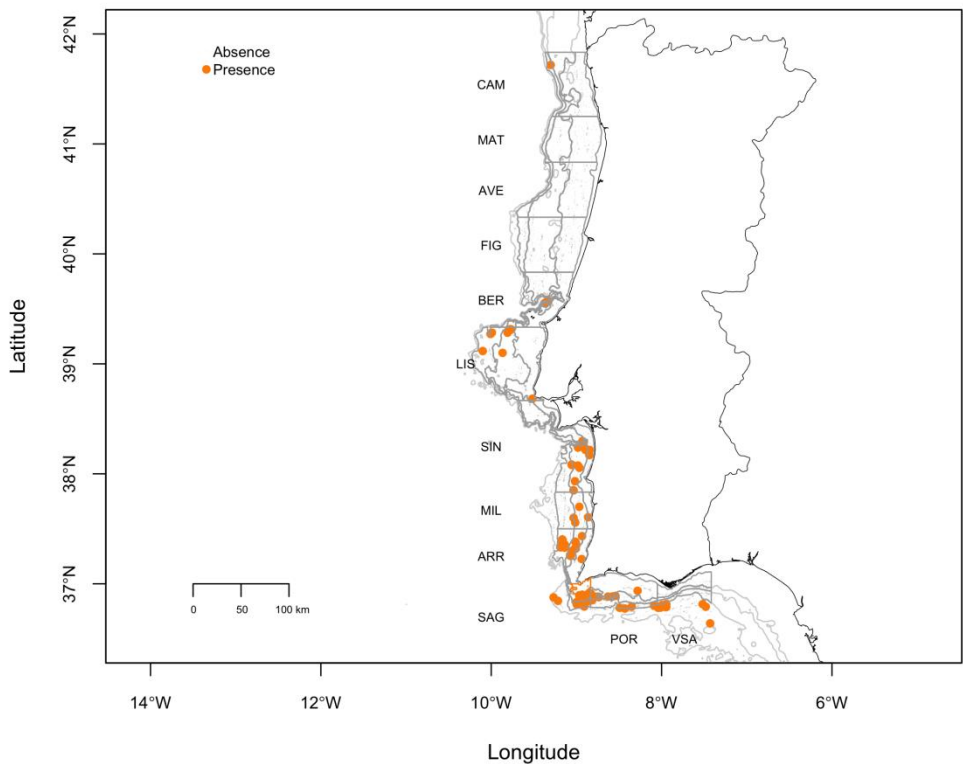 Absence
Presence
42°N
41°N
40°N
39°N
38°N
37°N
Latitude
CAM
MAT
AVE
FIG
BER
LIS
SIN
MIL
ARR
SAG
POR
VSA
0 50 100 km
14°W 12°W 10°W 8°W 6°W
Longitude